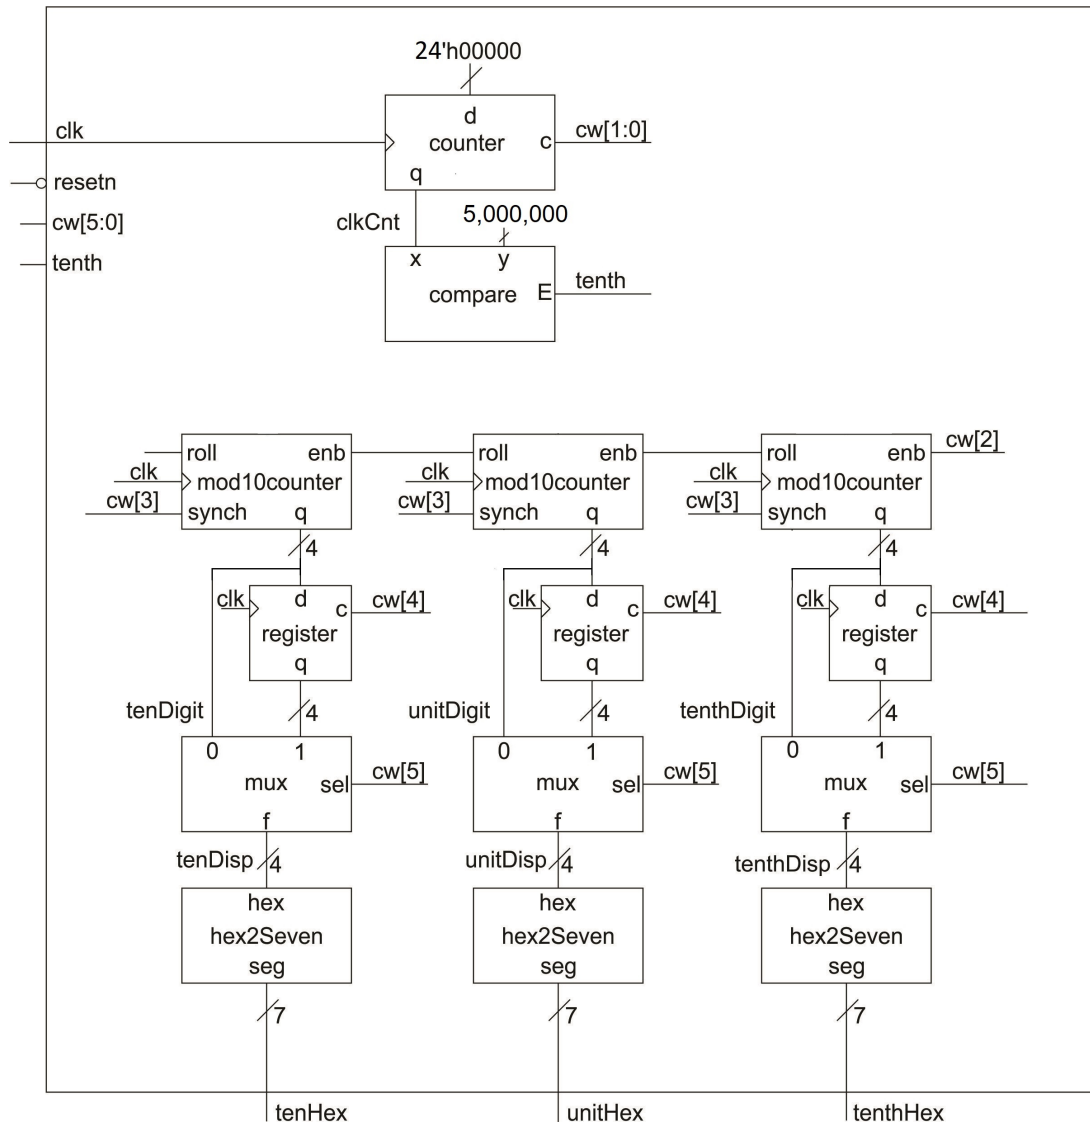 24'h00000
clk
d
counter
c
cw[1:0]
q
resetn
cw[5:0]
tenth
clkCnt
5,000,000
x
y
compare
E
tenth
roll enb roll enb roll enb cw[2]
clk mod10counter clk mod10counter clk mod10counter
cw[3] synch q cw[3] synch q cw[3] synch q
4 4 4
clk d c cw[4] clk d c cw[4] clk d c cw[4]
register register register
q q q
tenDigit 4 unitDigit 4 tenthDigit 4
0 1 0 1 0 1
mux sel cw[5] mux sel cw[5] mux sel cw[5]
f f f
tenDisp 4 unitDisp 4 tenthDisp 4
hex hex hex
hex2Seven hex2Seven hex2Seven
seg seg seg
7 7 7
tenHex unitHex tenthHex